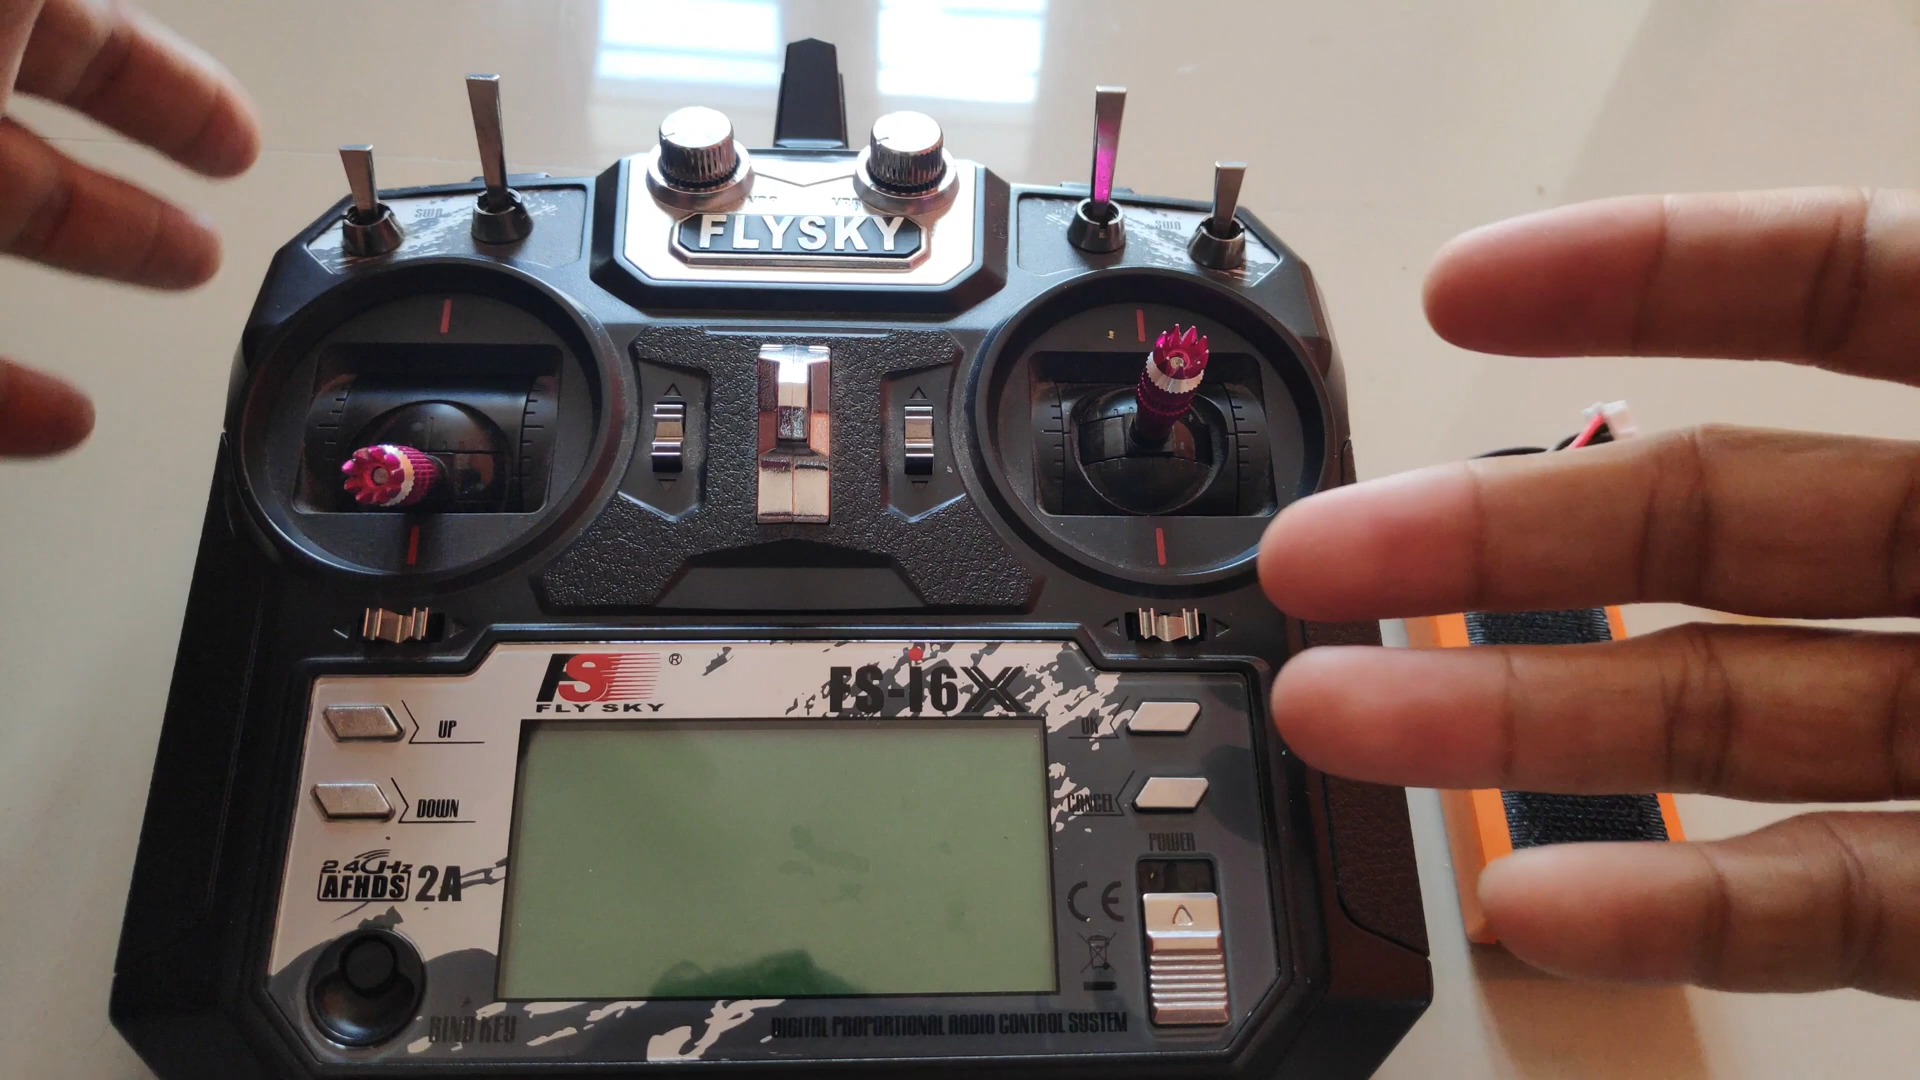 FLYSKY
FS ®
FLY SKY
FS-i6X
UP
OK
DOWN
CANCEL
POWER
2.4GHz
AFHDS 2A
CE
BIND KEY
DIGITAL PROPORTIONAL RADIO CONTROL SYSTEM